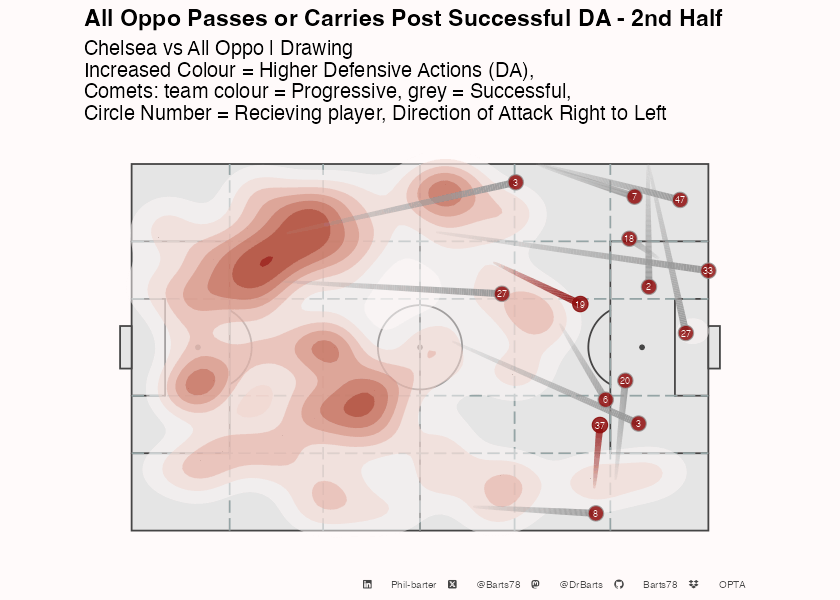 All Oppo Passes or Carries Post Successful DA - 2nd Half
Chelsea vs All Oppo | Drawing
Increased Colour = Higher Defensive Actions (DA),
Comets: team colour = Progressive, grey = Successful,
Circle Number = Recieving player, Direction of Attack Right to Left
3
7
47
18
33
2
27
19
27
20
6
3
37
8
Phil-barter @Barts78 @DrBarts Barts78 OPTA